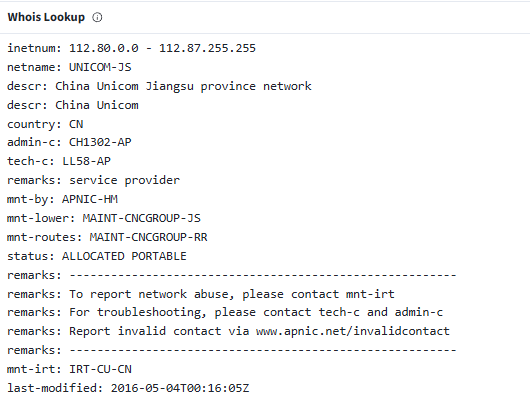 Whois Lookup
inetnum: 112.80.0.0 - 112.87.255.255
netname: UNICOM-JS
descr: China Unicom Jiangsu province network
descr: China Unicom
country: CN
admin-c: CH1302-AP
tech-c: LL58-AP
remarks: service provider
mnt-by: APNIC-HM
mnt-lower: MAINT-CNCGROUP-JS
mnt-routes: MAINT-CNCGROUP-RR
status: ALLOCATED PORTABLE
remarks: --------------------------------------------------------
remarks: To report network abuse, please contact mnt-irt
remarks: For troubleshooting, please contact tech-c and admin-c
remarks: Report invalid contact via www.apnic.net/invalidcontact
remarks: --------------------------------------------------------
mnt-irt: IRT-CU-CN
last-modified: 2016-05-04T00:16:05Z